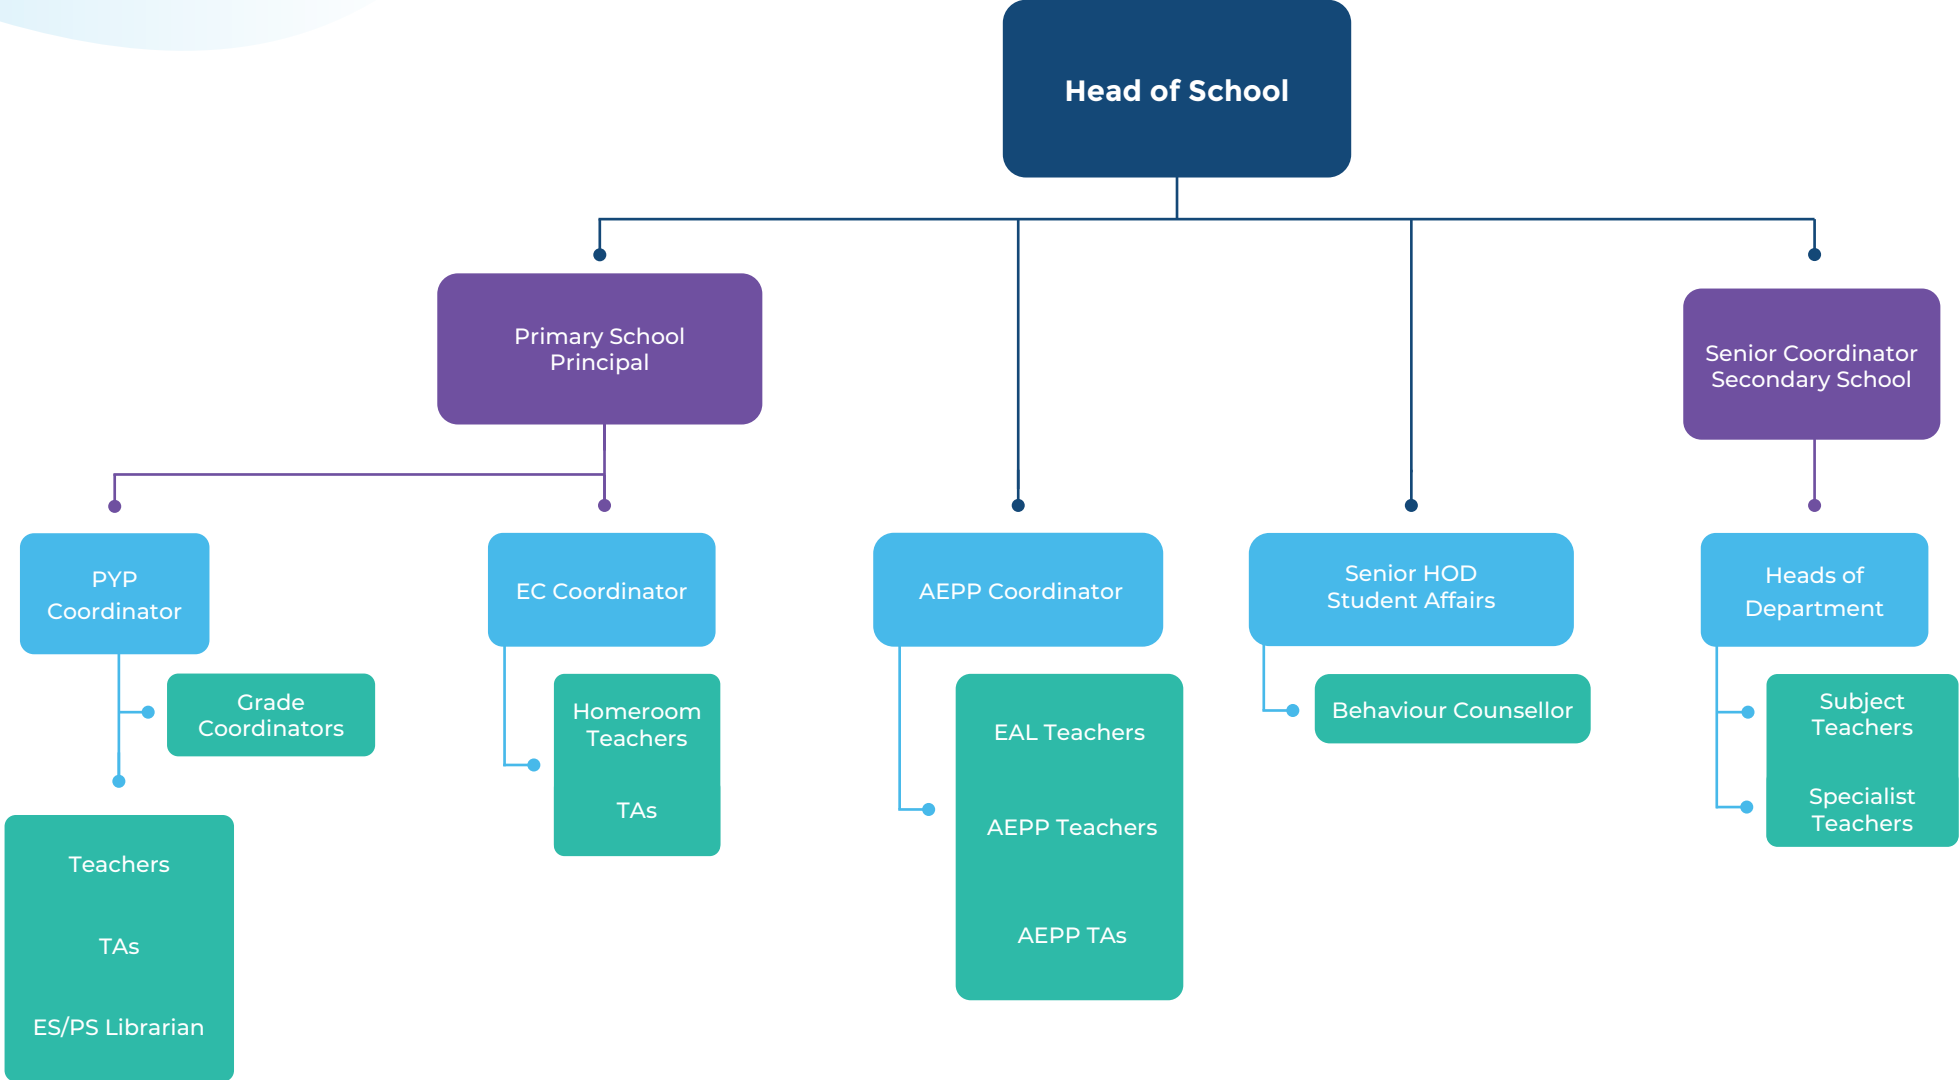 Head of School
Primary School
Principal
Senior Coordinator
Secondary School
PYP
Coordinator
EC Coordinator
AEPP Coordinator
Senior HOD
Student Affairs
Heads of
Department
Grade
Coordinators
Teachers
TAs
ES/PS Librarian
Homeroom
Teachers
TAs
EAL Teachers
AEPP Teachers
AEPP TAs
Behaviour Counsellor
Subject
Teachers
Specialist
Teachers